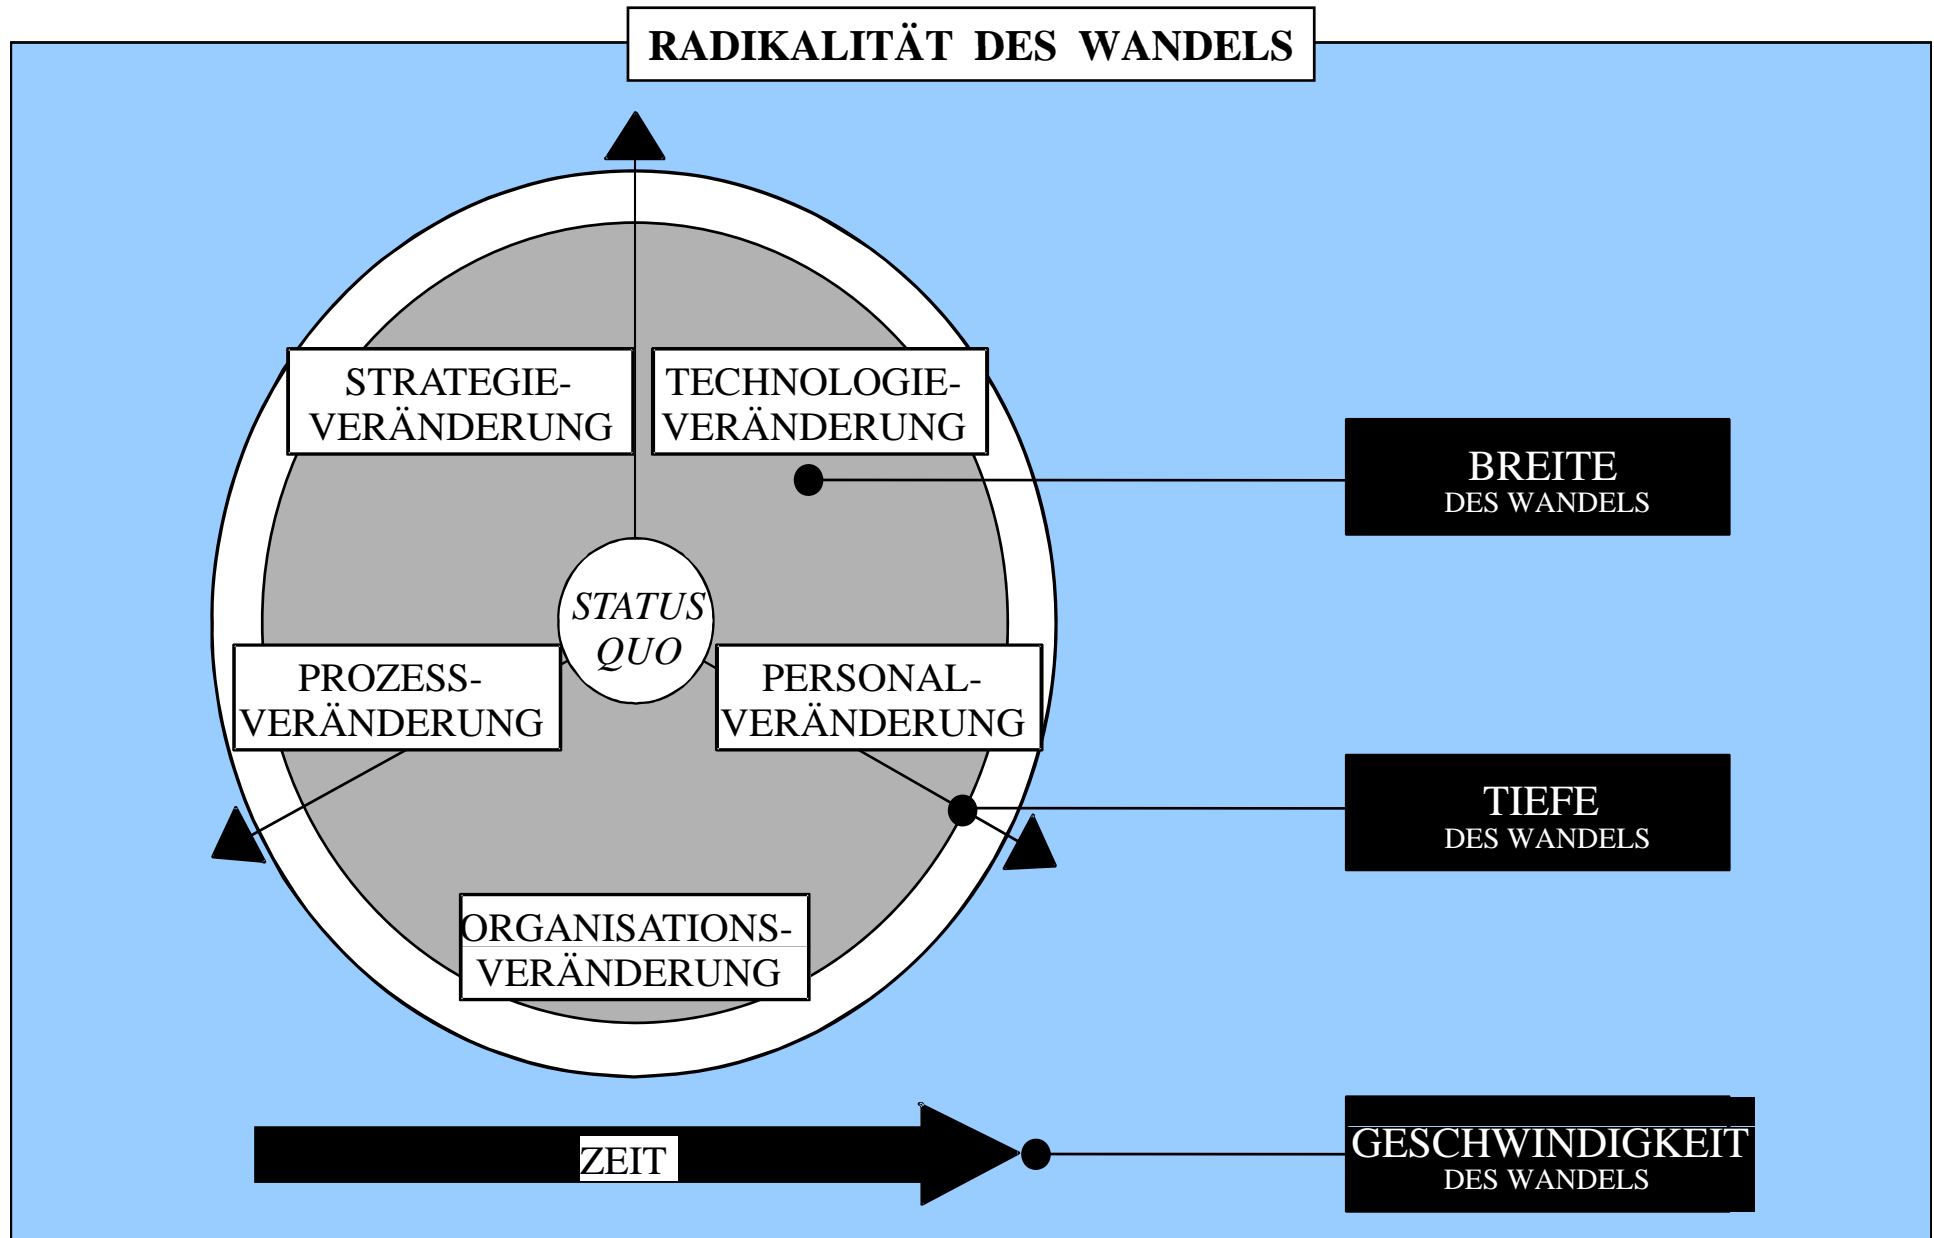 RADIKALITÄT DES WANDELS
STRATEGIE-
VERÄNDERUNG
TECHNOLOGIE-
VERÄNDERUNG
BREITE
DES WANDELS
STATUS
QUO
PROZESS-
VERÄNDERUNG
PERSONAL-
VERÄNDERUNG
TIEFE
DES WANDELS
ORGANISATIONS-
VERÄNDERUNG
ZEIT
GESCHWINDIGKEIT
DES WANDELS